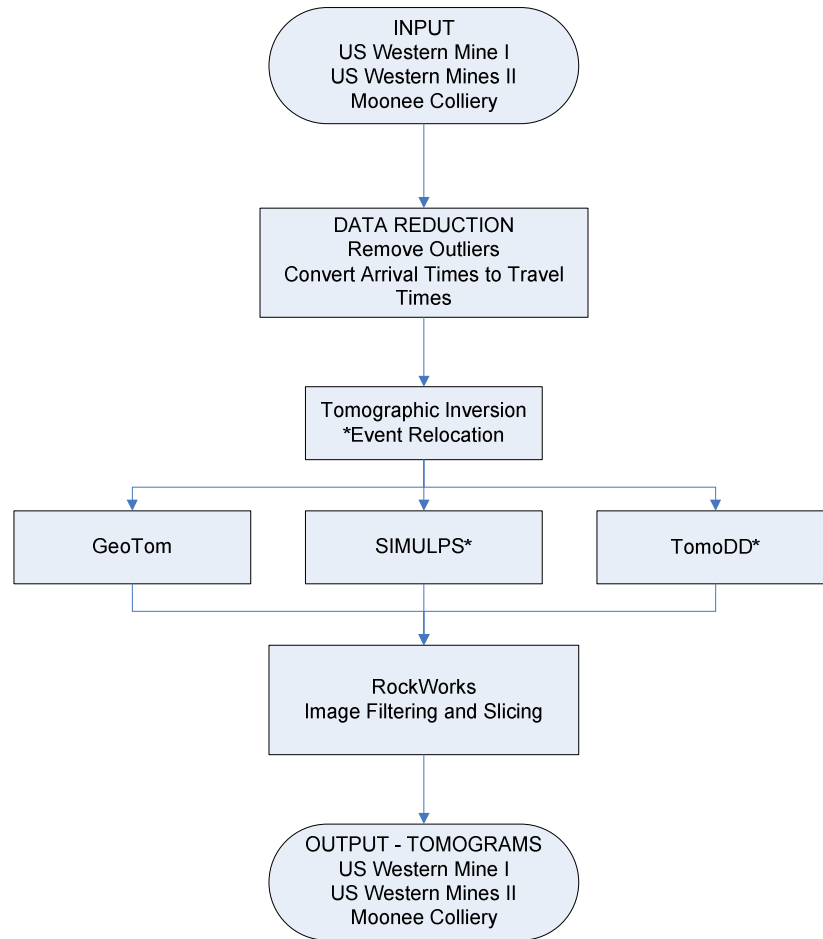 INPUT
US Western Mine I
US Western Mines II
Moonee Colliery
DATA REDUCTION
Remove Outliers
Convert Arrival Times to Travel
Times
Tomographic Inversion
*Event Relocation
GeoTom
SIMULPS*
TomoDD*
RockWorks
Image Filtering and Slicing
OUTPUT - TOMOGRAMS
US Western Mine I
US Western Mines II
Moonee Colliery